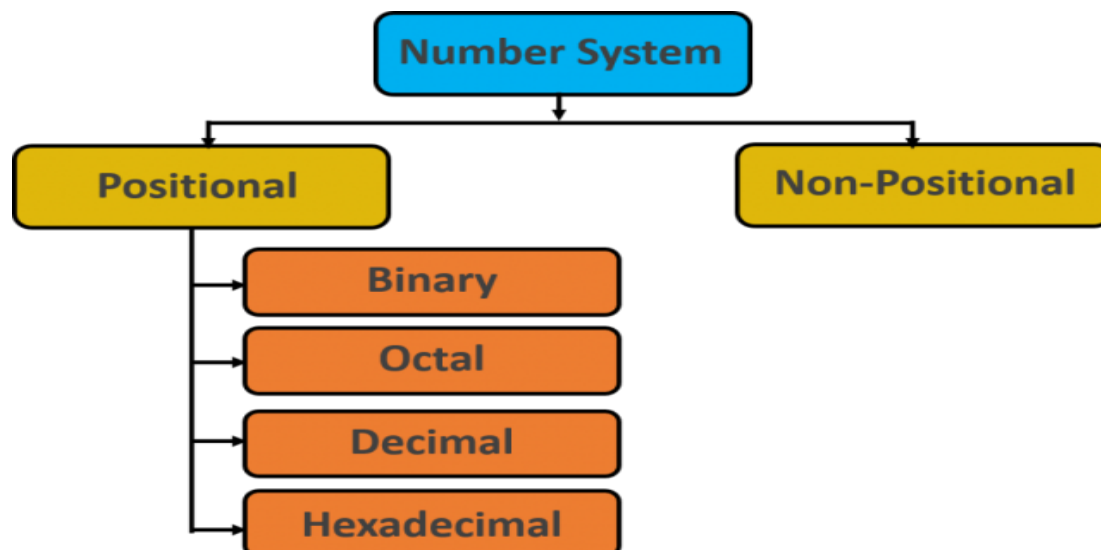 Number System
Positional
Non-Positional
Binary
Octal
Decimal
Hexadecimal